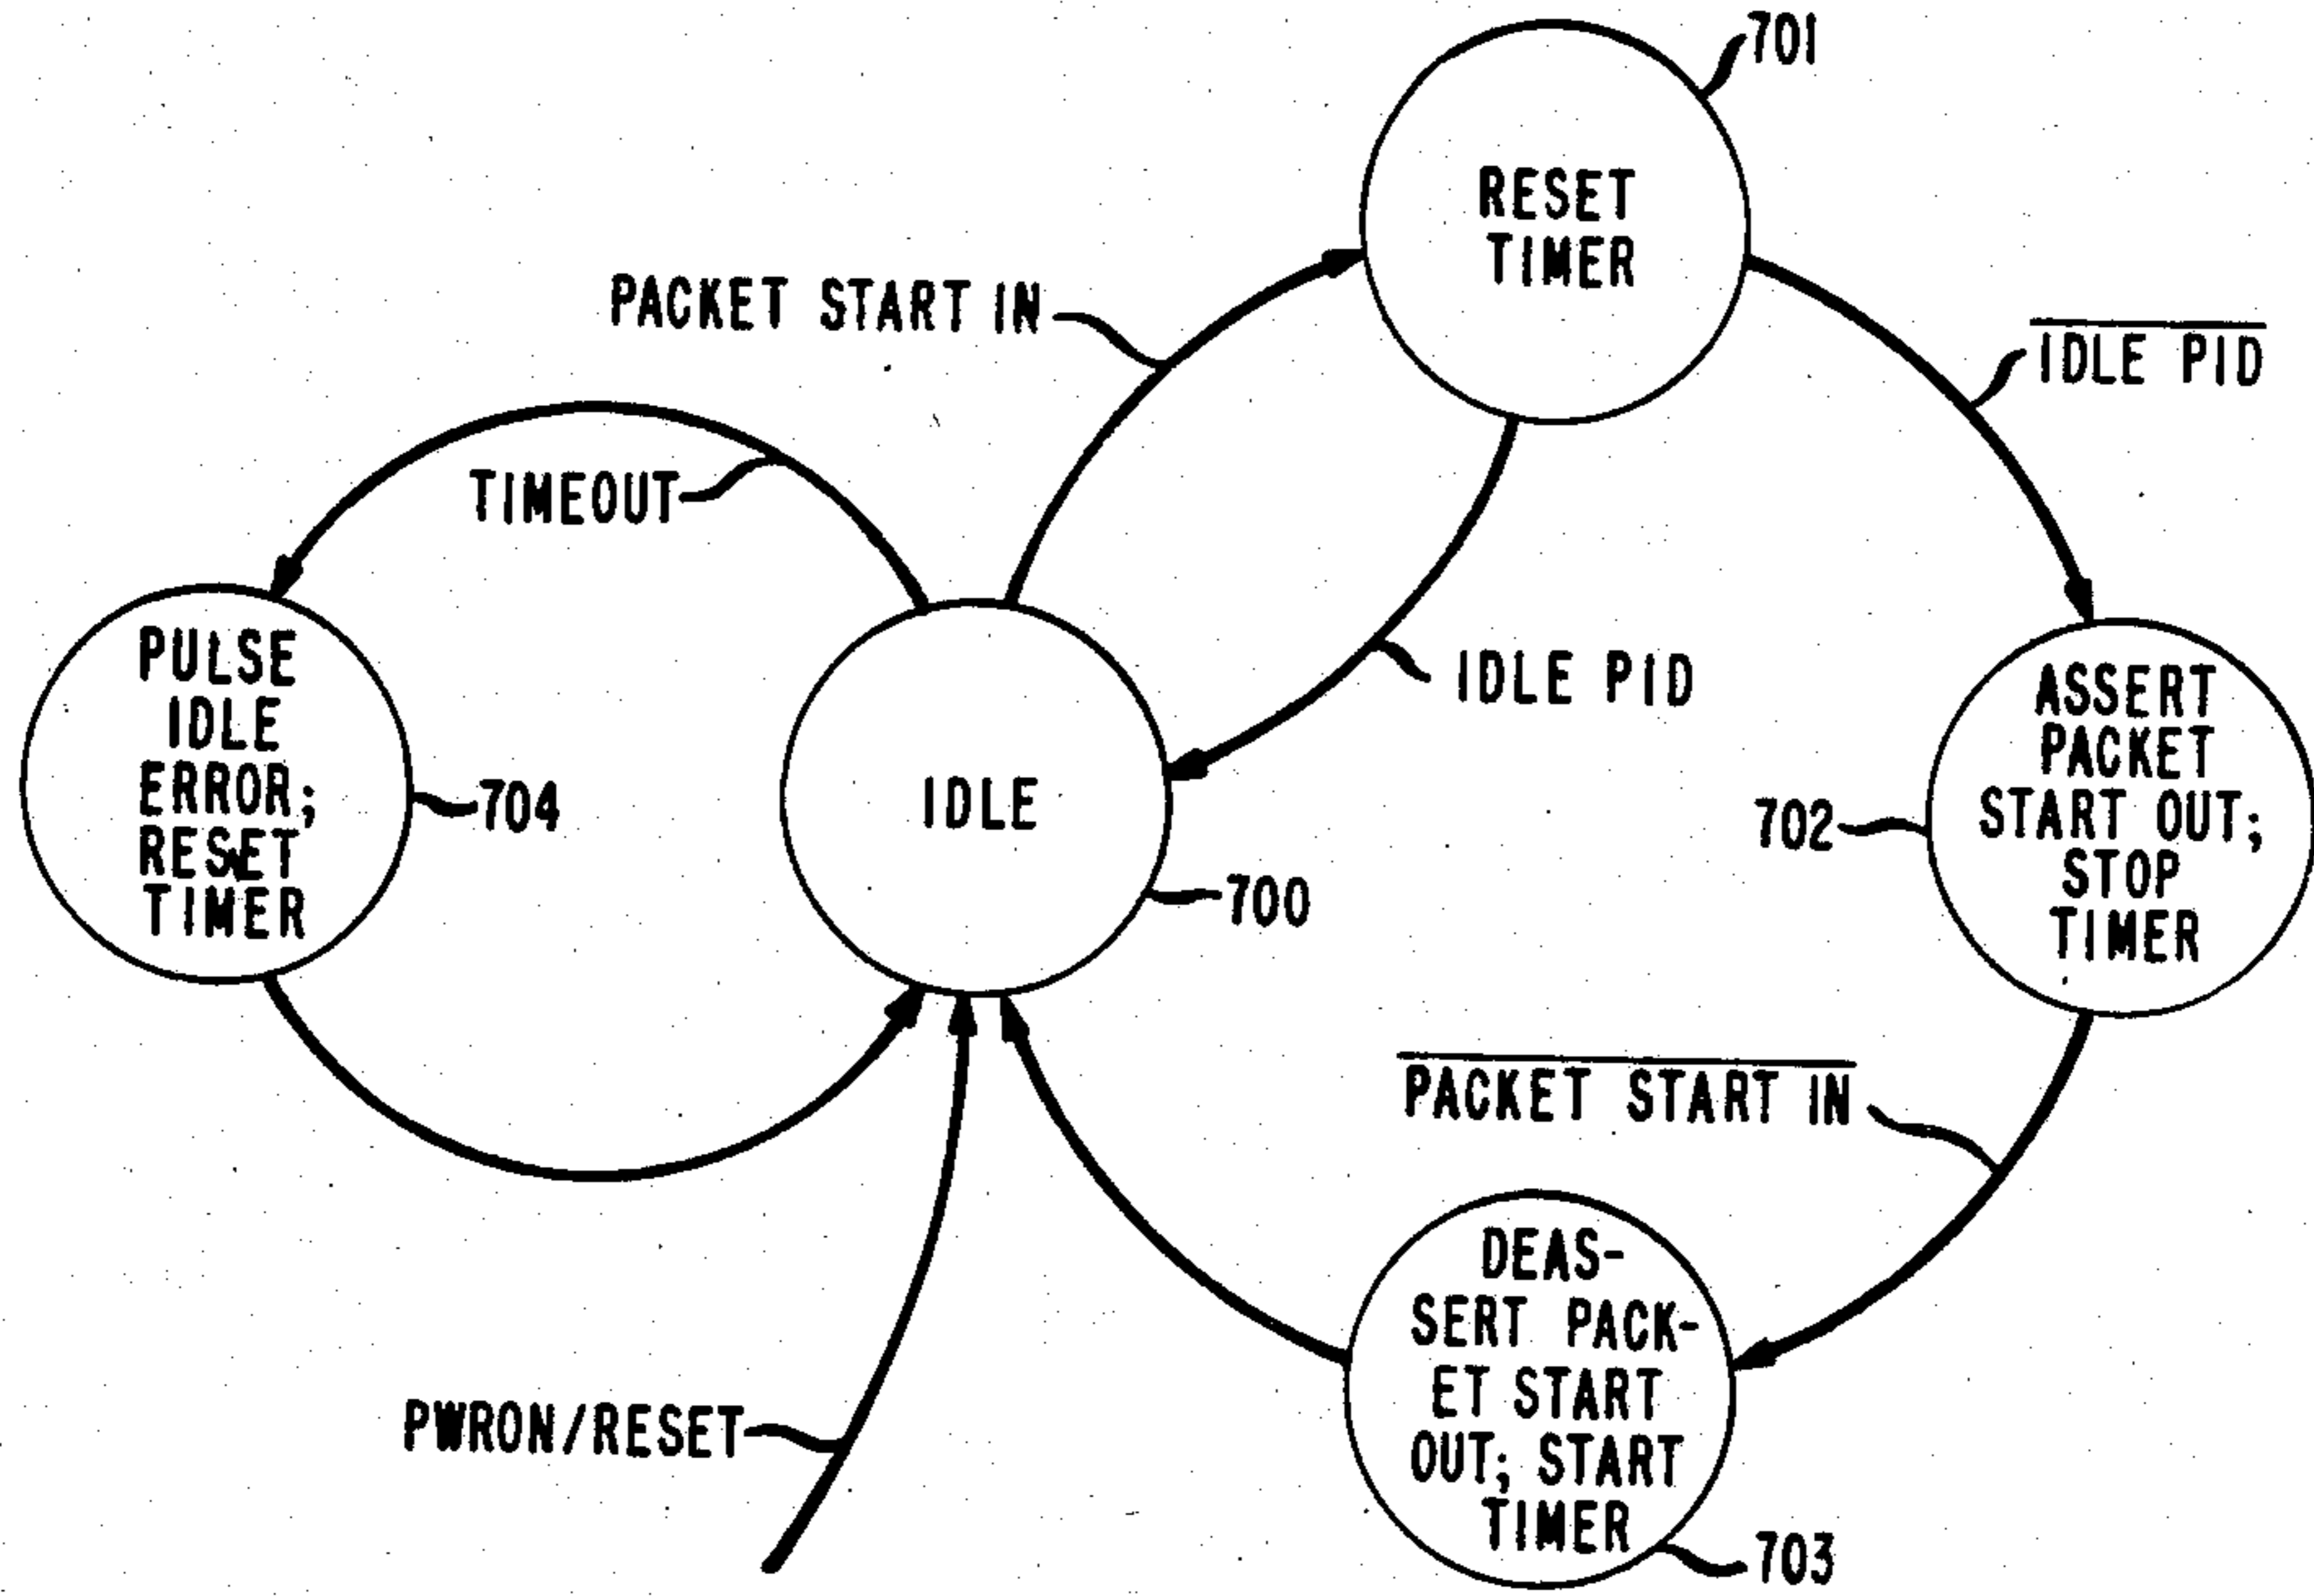 701
RESET
TIMER
PACKET START IN
IDLE PID
TIMEOUT
PULSE
IDLE
ERROR;
RESET
TIMER
704
IDLE
700
IDLE PID
ASSERT
PACKET
START OUT;
STOP
TIMER
702
PACKET START IN
DEAS-
SERT PACK-
ET START
OUT; START
TIMER
703
PWRON/RESET